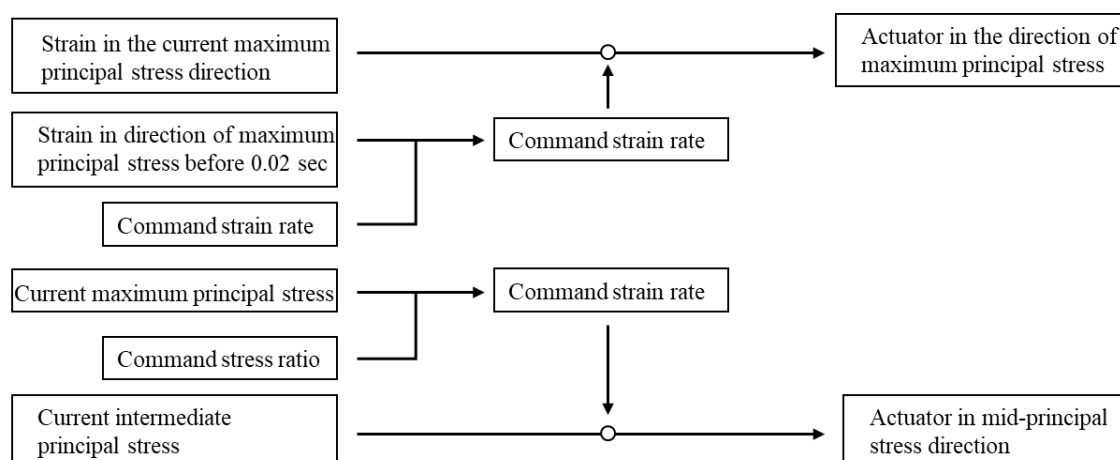 Strain in the current maximum
principal stress direction
Actuator in the direction of
maximum principal stress
Strain in direction of maximum
principal stress before 0.02 sec
Command strain rate
Command strain rate
Current maximum principal stress
Command strain rate
Command stress ratio
Current intermediate
principal stress
Actuator in mid-principal
stress direction